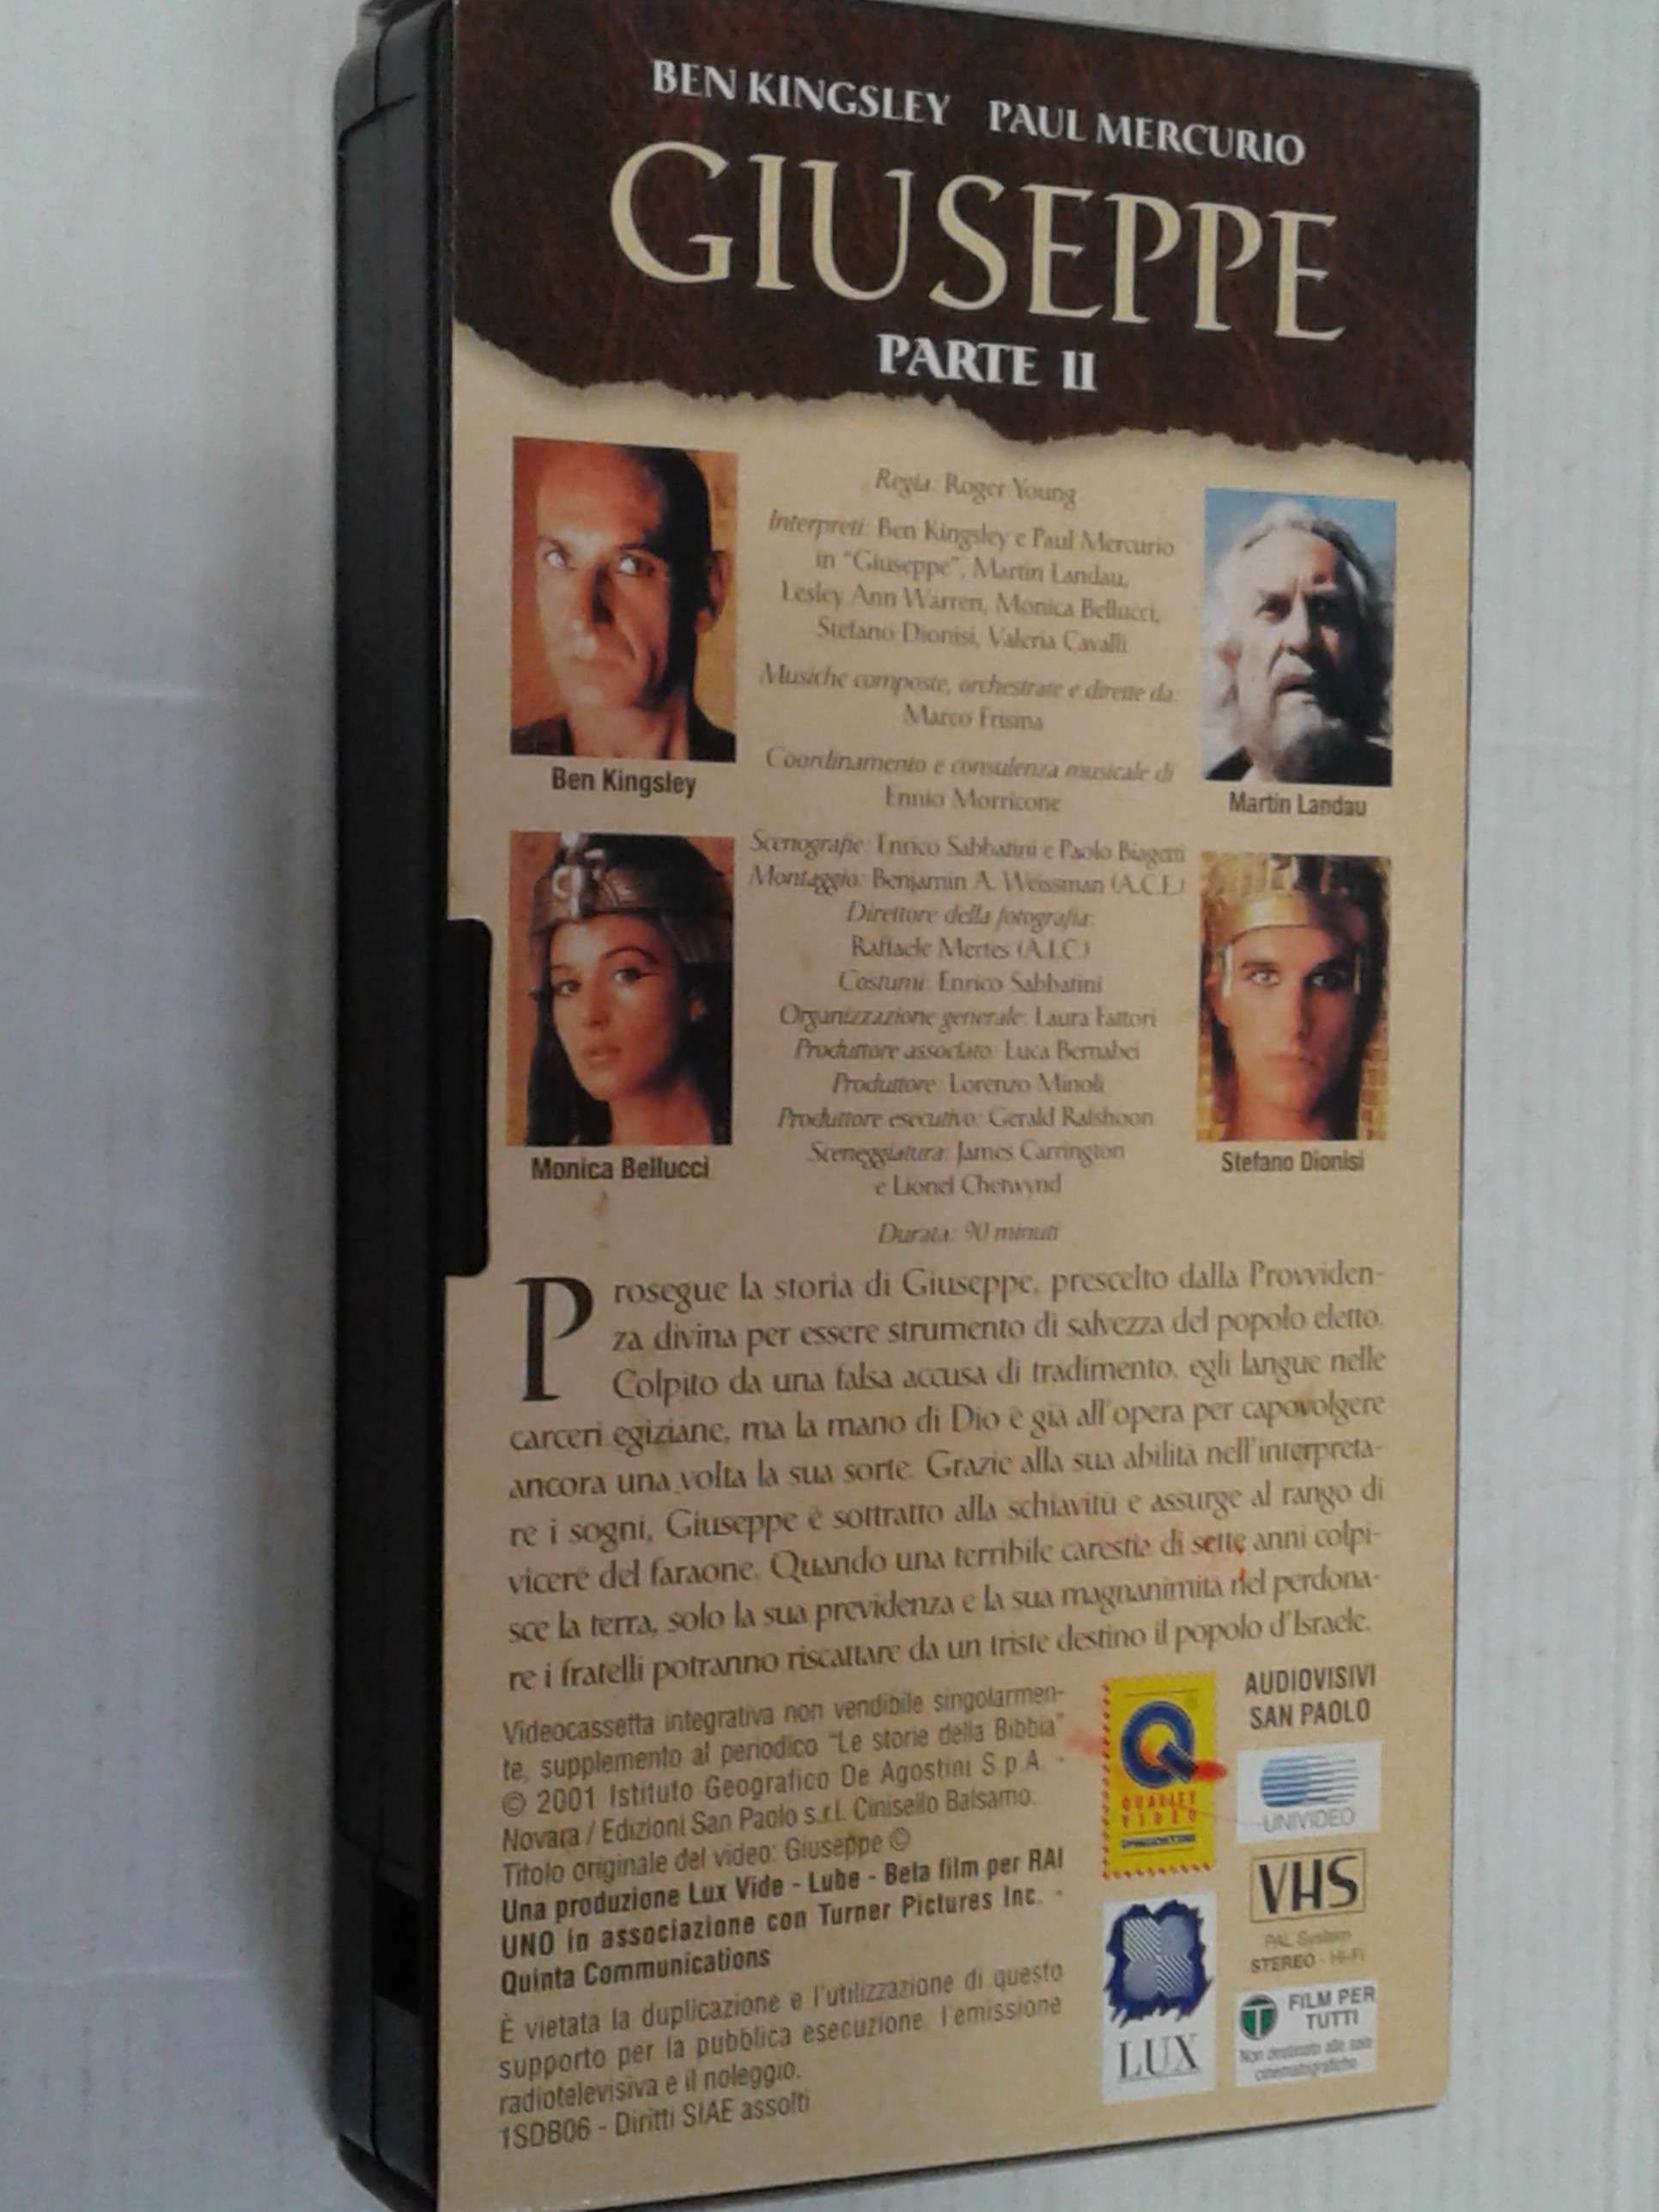 BEN KINGSLEY PAUL MERCURIO
GIUSEPPE
PARTE II
Regia: Roger Young
Interpreti: Ben Kingsley e Paul Mercurio
in "Giuseppe", Martin Landau,
Lesley Ann Warren, Monica Bellucci,
Stefano Dionisi, Valeria Cavalli
Musiche composte, orchestrate e dirette da:
Marco Frisina
Coordinamento e consulenza musicale di
Ennio Morricone
Scenografie: Enrico Sabbatini e Paolo Biagetti
Montaggio: Benjamin A. Weissman (A.C.E.)
Direttore della fotografia:
Raffaele Mertes (A.I.C.)
Costumi: Enrico Sabbatini
Organizzazione generale: Laura Fattori
Produttore associato: Luca Bernabei
Produttore: Lorenzo Minoli
Produttore esecutivo: Gerald Rafshoon
Sceneggiatura: James Carrington
e Lionel Chetwynd
Durata: 90 minuti
Ben Kingsley
Martin Landau
Monica Bellucci
Stefano Dionisi
Prosegue la storia di Giuseppe, prescelto dalla Provviden-
za divina per essere strumento di salvezza del popolo eletto.
Colpito da una falsa accusa di tradimento, egli langue nelle
carceri egiziane, ma la mano di Dio è già all'opera per capovolgere
ancora una volta la sua sorte. Grazie alla sua abilità nell'interpreta-
re i sogni, Giuseppe è sottratto alla schiavitù e assurge al rango di
viceré del faraone. Quando una terribile carestia di sette anni colpi-
sce la terra, solo la sua previdenza e la sua magnanimità nel perdona-
re i fratelli potranno riscattare da un triste destino il popolo d'Israele.
Videocassetta integrativa non vendibile singolarmen-
te, supplemento al periodico "Le storie della Bibbia"
© 2001 Istituto Geografico De Agostini S.p.A. -
Novara / Edizioni San Paolo s.r.l. Cinisello Balsamo.
Titolo originale del video: Giuseppe ©
Una produzione Lux Vide - Lube - Beta film per RAI
UNO in associazione con Turner Pictures Inc. -
Quinta Communications
È vietata la duplicazione e l'utilizzazione di questo
supporto per la pubblica esecuzione, l'emissione
radiotelevisiva e il noleggio.
1SDB06 - Diritti SIAE assolti
QUALITY
VIDEO
DEAGOSTINI
AUDIOVISIVI
SAN PAOLO
UNIVIDEO
VHS
PAL System
STEREO - HI-FI
LUX
T FILM PER
TUTTI
Non destinato alle sale
cinematografiche